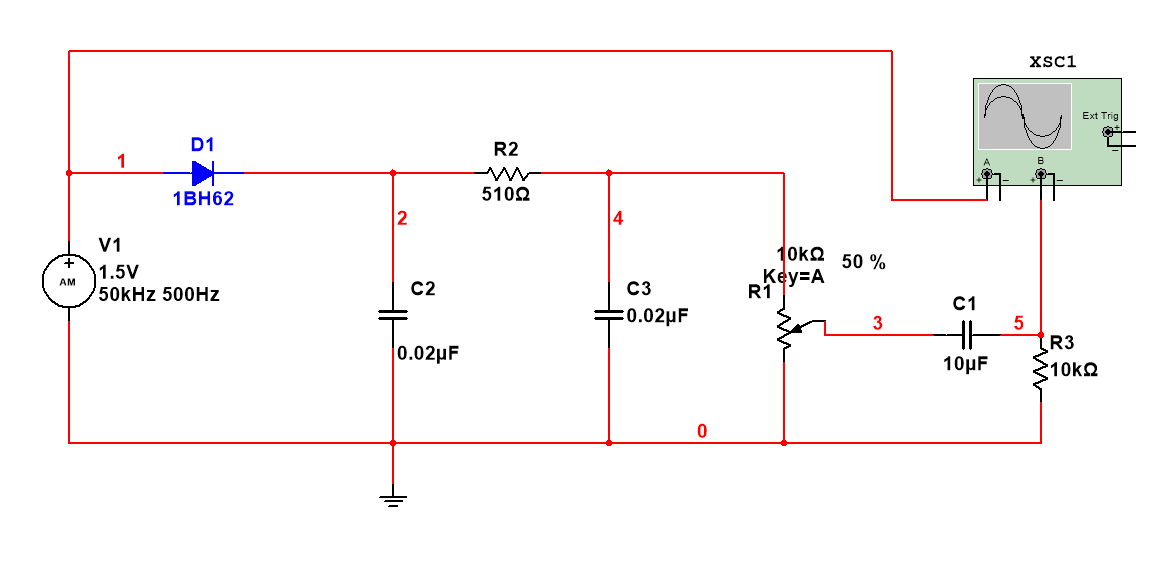 XSC1
Ext Trig
+
−
A
B
+
−
+
−
D1
1
1BH62
R2
510Ω
2
4
V1
+
AM
1.5V
50kHz 500Hz
C2
0.02µF
C3
0.02µF
10kΩ
50 %
Key=A
R1
3
C1
10µF
5
R3
10kΩ
0